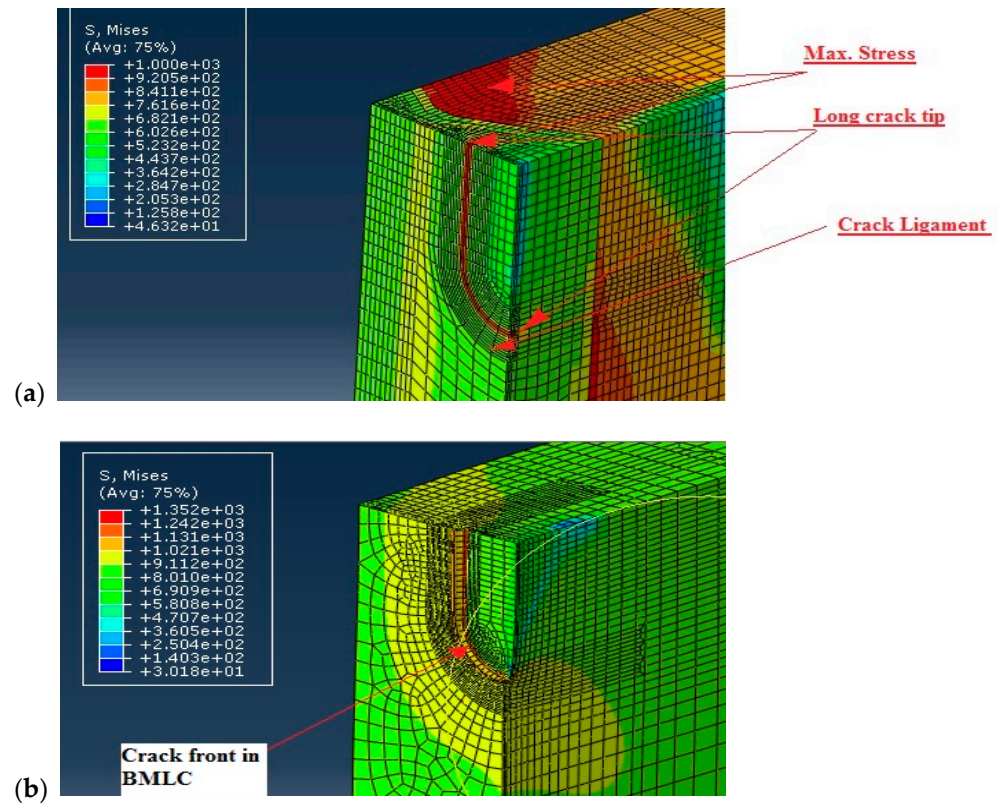 S, Mises
(Avg: 75%)
+1.000e+03
+9.205e+02
+8.411e+02
+7.616e+02
+6.821e+02
+6.026e+02
+5.232e+02
+4.437e+02
+3.642e+02
+2.847e+02
+2.053e+02
+1.258e+02
+4.632e+01
Max. Stress
Long crack tip
Crack Ligament
(a)
S, Mises
(Avg: 75%)
+1.352e+03
+1.242e+03
+1.131e+03
+1.021e+03
+9.112e+02
+8.010e+02
+6.909e+02
+5.808e+02
+4.707e+02
+3.605e+02
+2.504e+02
+1.403e+02
+3.018e+01
Crack front in
BMLC
(b)